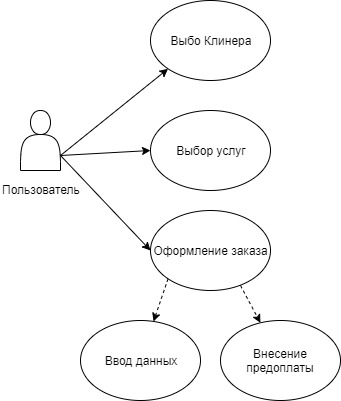 Выбо Клинера
Выбор услуг
Пользователь
Оформление заказа
Ввод данных
Внесение
предоплаты